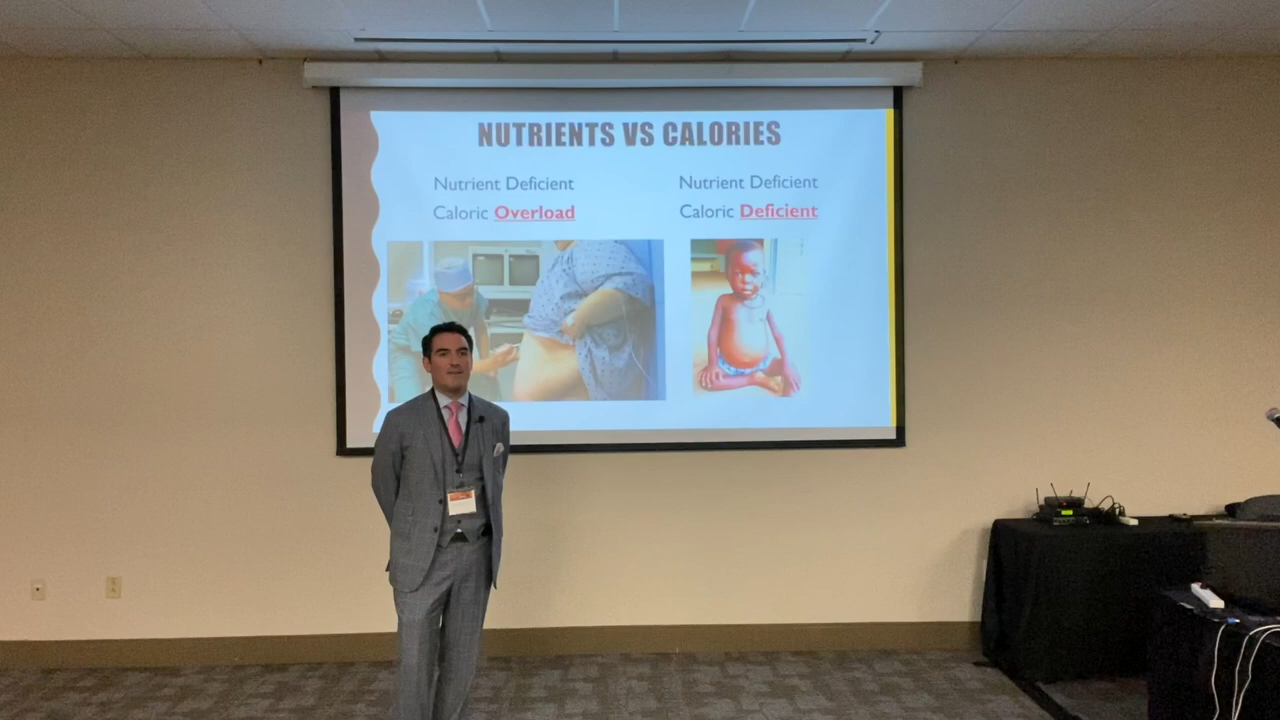 NUTRIENTS VS CALORIES
Nutrient Deficient
Caloric Overload
Nutrient Deficient
Caloric Deficient